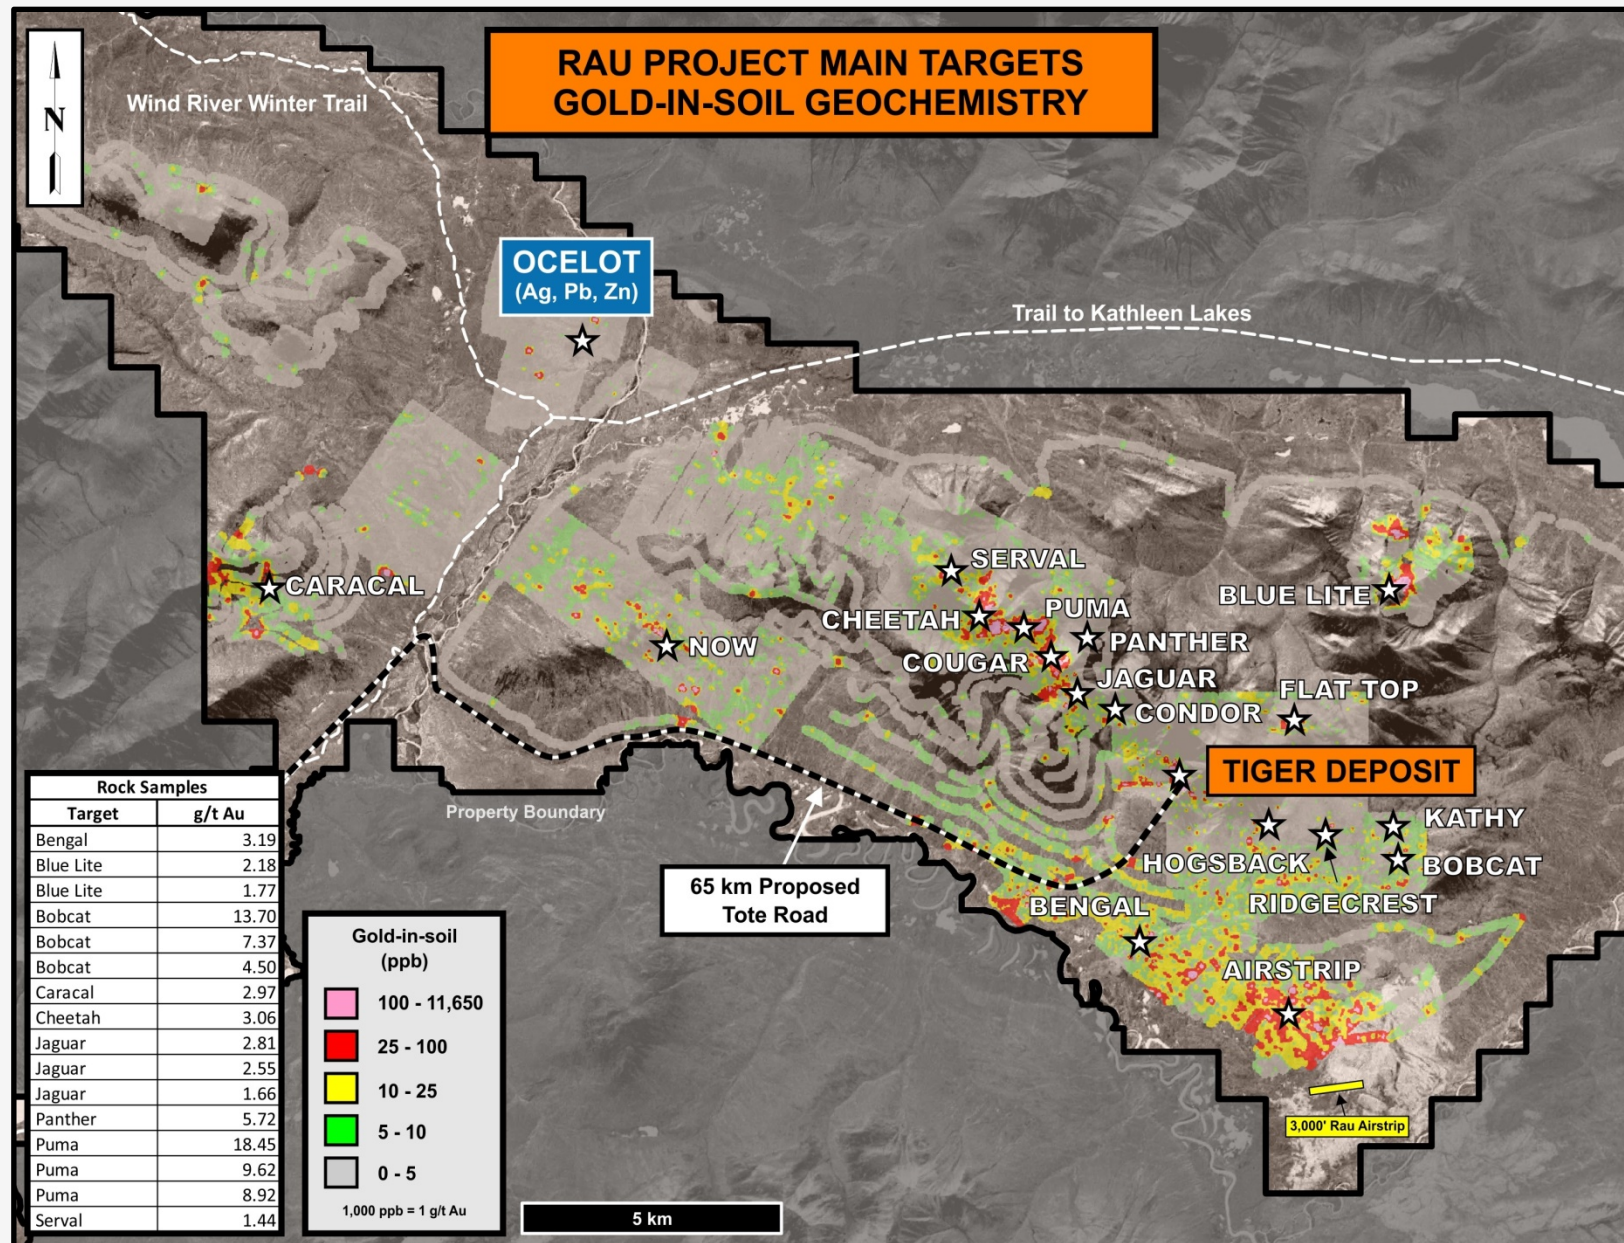 RAU PROJECT MAIN TARGETS
GOLD-IN-SOIL GEOCHEMISTRY
N
Wind River Winter Trail
OCELOT
(Ag, Pb, Zn)
Trail to Kathleen Lakes
SERVAL
CARACAL
CHEETAH
PUMA
BLUE LITE
NOW
COUGAR
PANTHER
JAGUAR
CONDOR
FLAT TOP
TIGER DEPOSIT
Property Boundary
KATHY
HOGSBACK
BOBCAT
RIDGECREST
65 km Proposed
Tote Road
BENGAL
AIRSTRIP
3,000' Rau Airstrip
Rock Samples
Target g/t Au
Bengal 3.19
Blue Lite 2.18
Blue Lite 1.77
Bobcat 13.70
Bobcat 7.37
Bobcat 4.50
Caracal 2.97
Cheetah 3.06
Jaguar 2.81
Jaguar 2.55
Jaguar 1.66
Panther 5.72
Puma 18.45
Puma 9.62
Puma 8.92
Serval 1.44
Gold-in-soil
(ppb)
100 - 11,650
25 - 100
10 - 25
5 - 10
0 - 5
1,000 ppb = 1 g/t Au
5 km